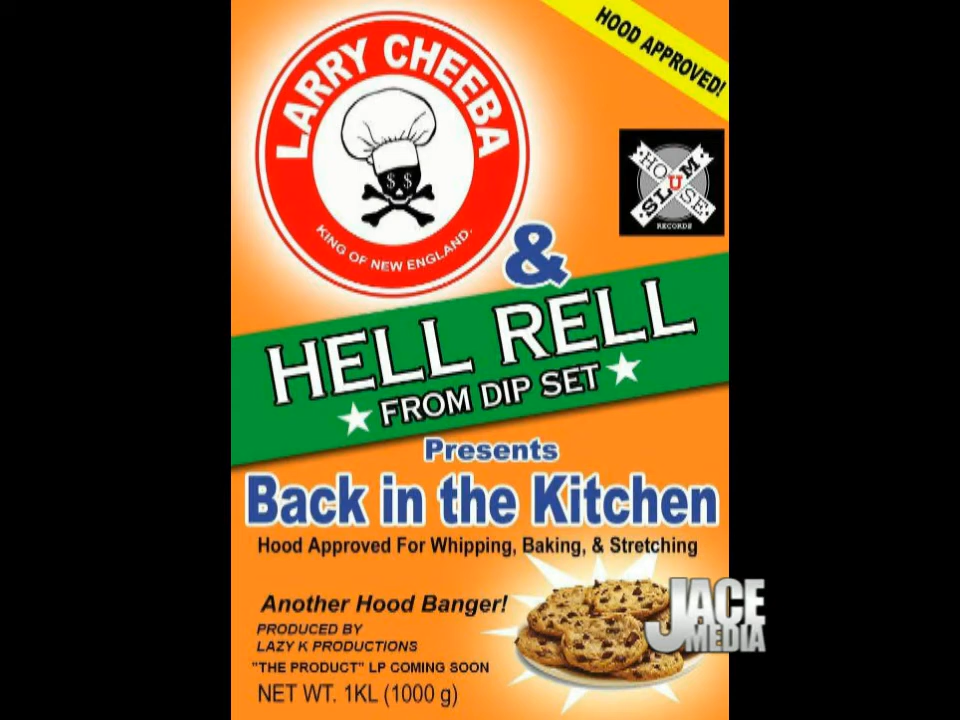 HOOD APPROVED!
LARRY CHEEBA
$ $
KING OF NEW ENGLAND.
HOUSE
SLUM
RECORDS
&
HELL RELL
FROM DIP SET
Presents
Back in the Kitchen
Hood Approved For Whipping, Baking, & Stretching
Another Hood Banger!
PRODUCED BY
LAZY K PRODUCTIONS
"THE PRODUCT" LP COMING SOON
NET WT. 1KL (1000 g)
JACE
MEDIA